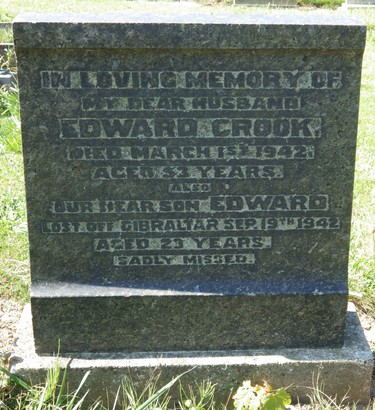 IN LOVING MEMORY OF
MY DEAR HUSBAND
EDWARD CROOK,
DIED MARCH 1ST 1942,
AGED 52 YEARS.
ALSO
OUR DEAR SON EDWARD
LOST OFF GIBRALTAR SEP. 19TH 1942
AGED 23 YEARS.
SADLY MISSED.